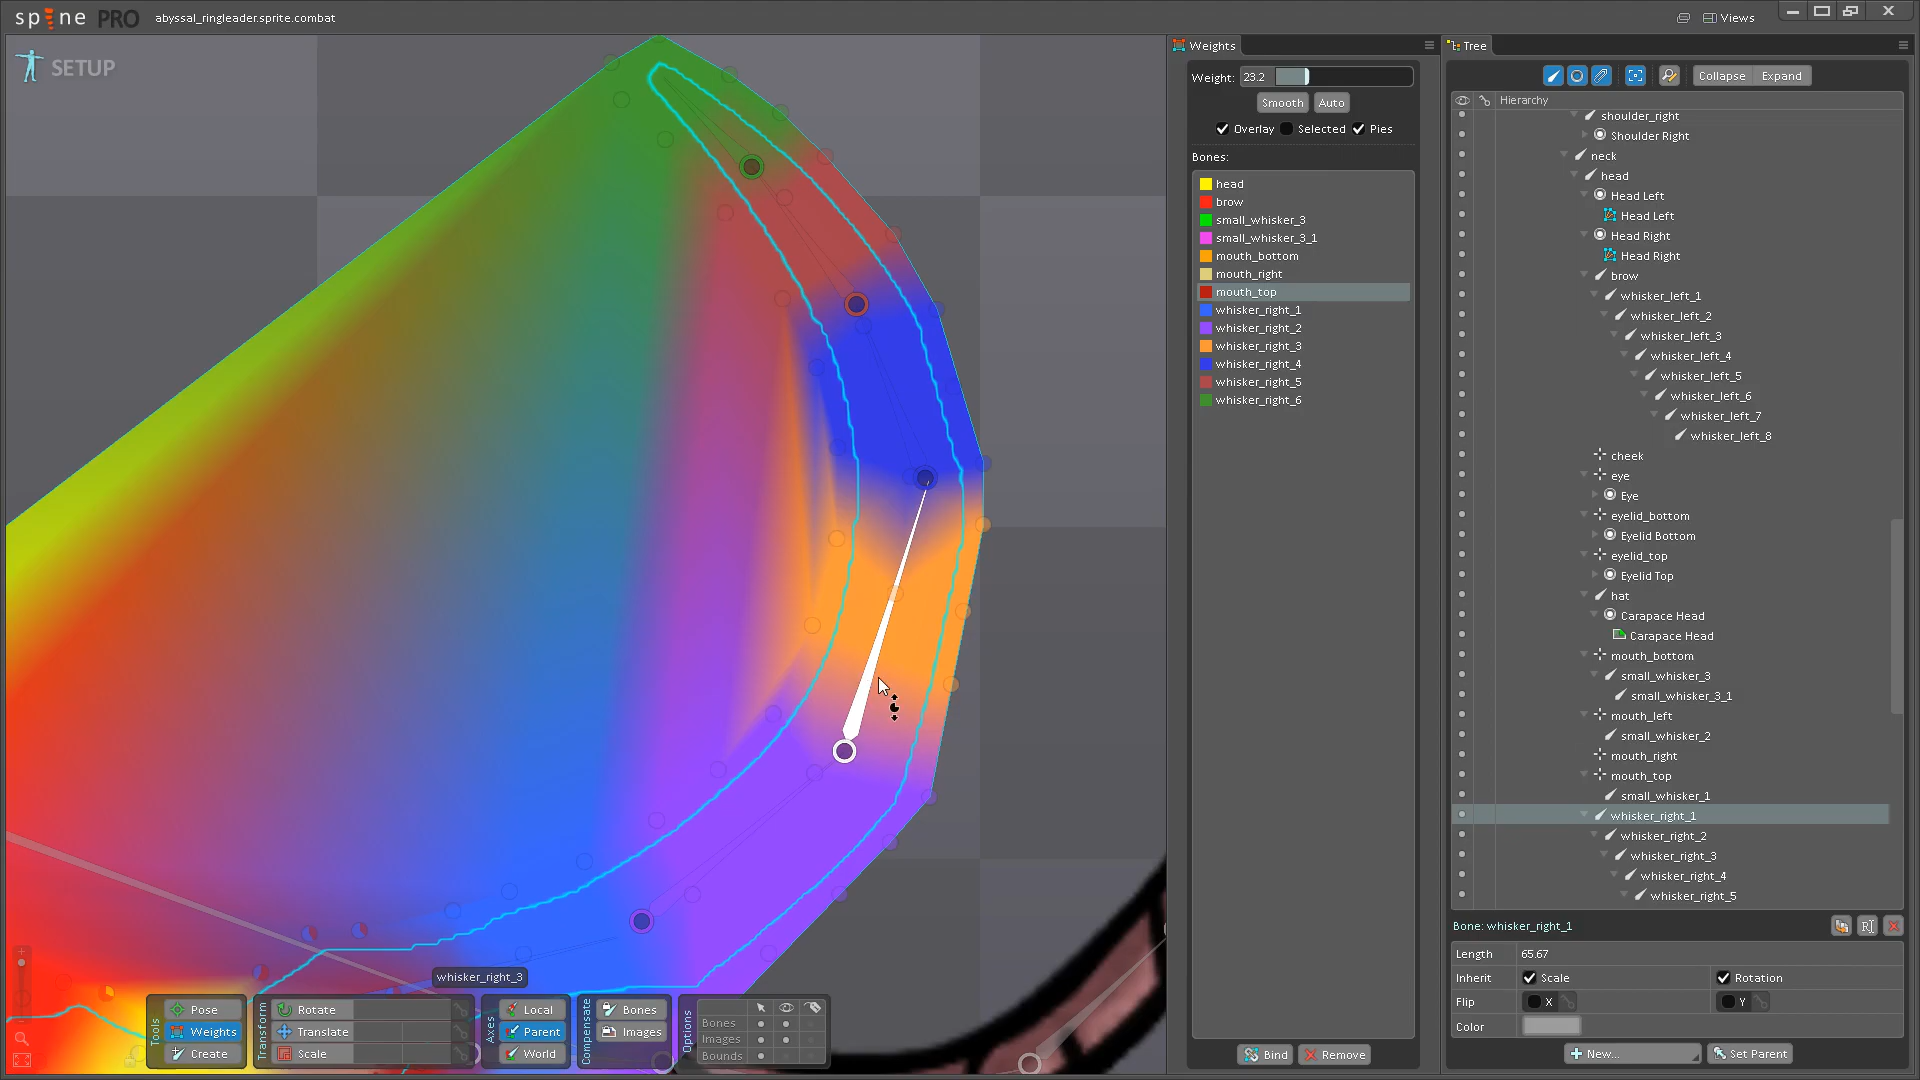 spine PRO abyssal_ringleader.sprite.combat
Views
SETUP
Weights
Weight: 23.2
Smooth Auto
Overlay Selected Pies
Bones:
head
brow
small_whisker_3
small_whisker_3_1
mouth_bottom
mouth_right
mouth_top
whisker_right_1
whisker_right_2
whisker_right_3
whisker_right_4
whisker_right_5
whisker_right_6
Bind Remove
Tree
Collapse Expand
Hierarchy
shoulder_right
Shoulder Right
neck
head
Head Left
Head Left
Head Right
Head Right
brow
whisker_left_1
whisker_left_2
whisker_left_3
whisker_left_4
whisker_left_5
whisker_left_6
whisker_left_7
whisker_left_8
cheek
eye
Eye
eyelid_bottom
Eyelid Bottom
eyelid_top
Eyelid Top
hat
Carapace Head
Carapace Head
mouth_bottom
small_whisker_3
small_whisker_3_1
mouth_left
small_whisker_2
mouth_right
mouth_top
small_whisker_1
whisker_right_1
whisker_right_2
whisker_right_3
whisker_right_4
whisker_right_5
Bone: whisker_right_1
Length 65.67
Inherit Scale Rotation
Flip X Y
Color
New... Set Parent
whisker_right_3
Tools
Pose
Weights
Create
Transform
Rotate
Translate
Scale
Axes
Local
Parent
World
Compensate
Bones
Images
Options
Bones
Images
Bounds